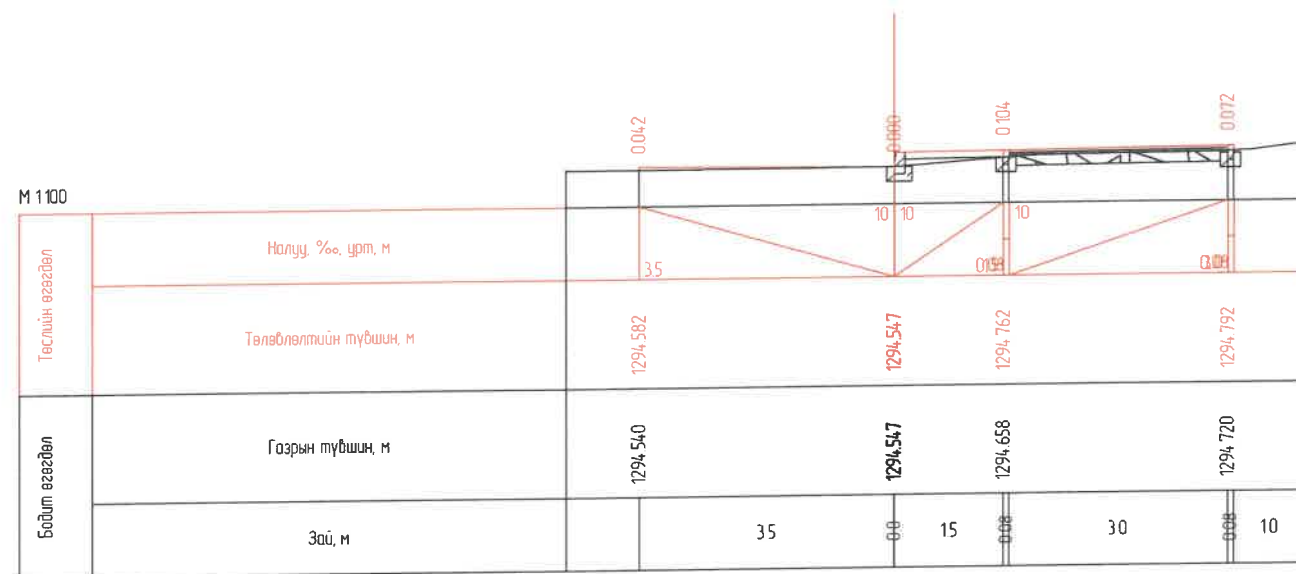 0.042
0.000
0.104
0.072
М 1100
Төслийн өгөгдөл
Налуу, ‰, урт, м
10 10 10
3.5
Төлөвлөлтийн түвшин, м
1294.582 1294.547 1294.762 1294.792
Бодит өгөгдөл
Газрын түвшин, м
1294.540 1294.547 1294.658 1294.720
Зай, м
3.5 0.0 1.5 0.08 3.0 0.08 1.0